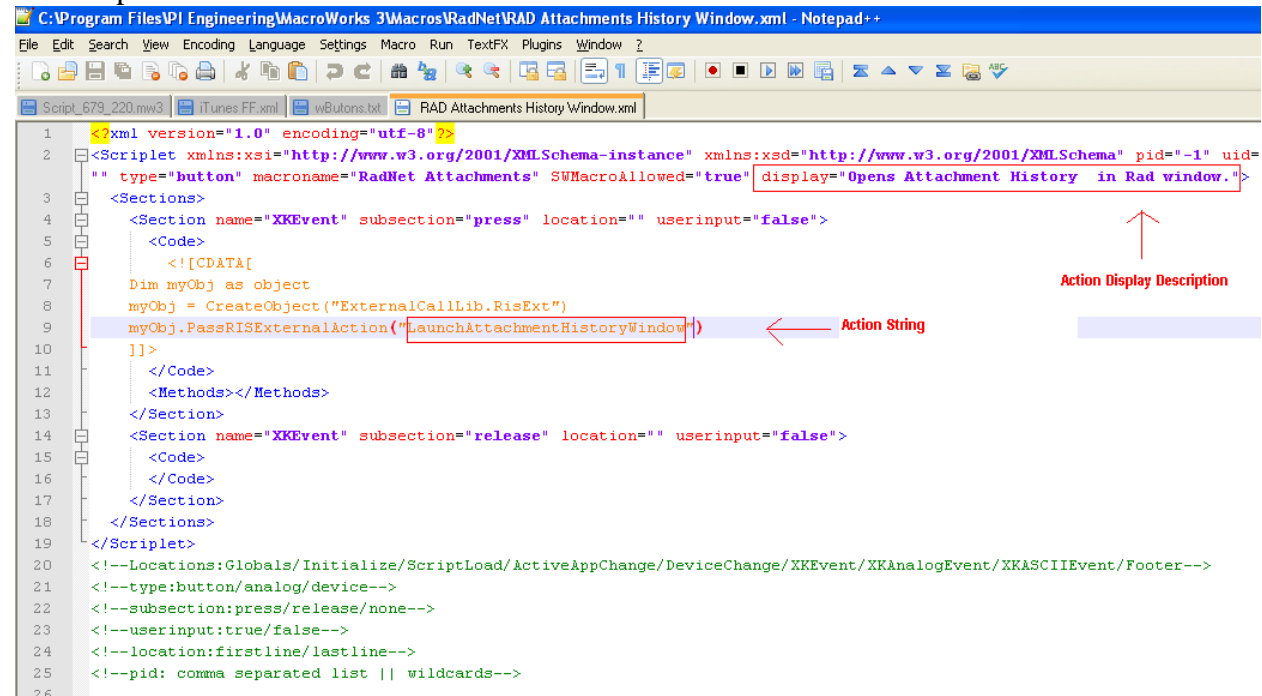 C:\Program Files\PI Engineering\MacroWorks 3\Macros\RadNet\RAD Attachments History Window.xml - Notepad++
File Edit Search View Encoding Language Settings Macro Run TextFX Plugins Window ?
Script_679_220.mw3 iTunes FF.xml wButons.txt RAD Attachments History Window.xml
1 <?xml version="1.0" encoding="utf-8"?>
2 <Scriplet xmlns:xsi="http://www.w3.org/2001/XMLSchema-instance" xmlns:xsd="http://www.w3.org/2001/XMLSchema" pid="-1" uid=
"" type="button" macroname="RadNet Attachments" SWMacroAllowed="true" display="Opens Attachment History  in Rad window.">
3 <Sections>
4 <Section name="XKEvent" subsection="press" location="" userinput="false">
5 <Code>
6 <![CDATA[
7 Dim myObj as object
Action Display Description
8 myObj = CreateObject("ExternalCallLib.RisExt")
9 myObj.PassRISExternalAction("LaunchAttachmentHistoryWindow") Action String
10 ]]>
11 </Code>
12 <Methods></Methods>
13 </Section>
14 <Section name="XKEvent" subsection="release" location="" userinput="false">
15 <Code>
16 </Code>
17 </Section>
18 </Sections>
19 </Scriplet>
20 <!--Locations:Globals/Initialize/ScriptLoad/ActiveAppChange/DeviceChange/XKEvent/XKAnalogEvent/XKASCIIEvent/Footer-->
21 <!--type:button/analog/device-->
22 <!--subsection:press/release/none-->
23 <!--userinput:true/false-->
24 <!--location:firstline/lastline-->
25 <!--pid: comma separated list || wildcards-->
26